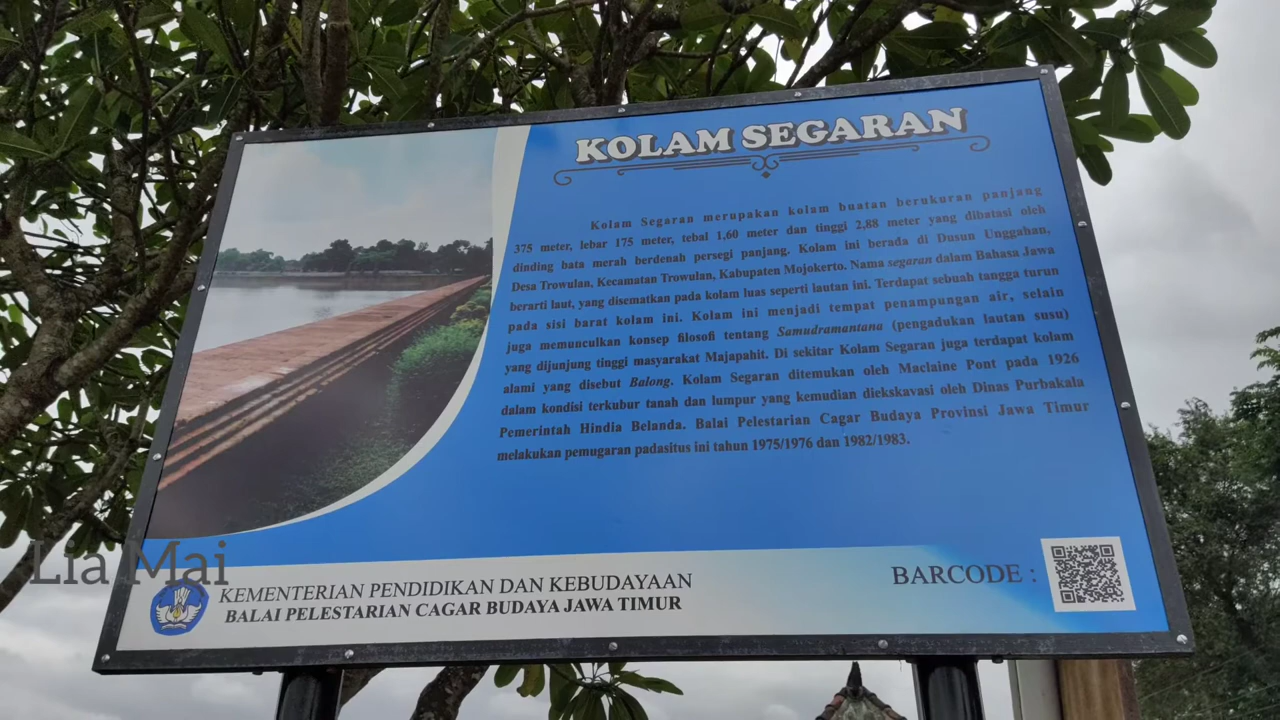 KOLAM SEGARAN
Kolam Segaran merupakan kolam buatan berukuran panjang
375 meter, lebar 175 meter, tebal 1,60 meter dan tinggi 2,88 meter yang dibatasi oleh
dinding bata merah berdenah persegi panjang. Kolam ini berada di Dusun Unggahan,
Desa Trowulan, Kecamatan Trowulan, Kabupaten Mojokerto. Nama segaran dalam Bahasa Jawa
berarti laut, yang disematkan pada kolam luas seperti lautan ini. Terdapat sebuah tangga turun
pada sisi barat kolam ini. Kolam ini menjadi tempat penampungan air, selain
juga memunculkan konsep filosofi tentang Samudramantana (pengadukan lautan susu)
yang dijunjung tinggi masyarakat Majapahit. Di sekitar Kolam Segaran juga terdapat kolam
alami yang disebut Balong. Kolam Segaran ditemukan oleh Maclaine Pont pada 1926
dalam kondisi terkubur tanah dan lumpur yang kemudian diekskavasi oleh Dinas Purbakala
Pemerintah Hindia Belanda. Balai Pelestarian Cagar Budaya Provinsi Jawa Timur
melakukan pemugaran padasitus ini tahun 1975/1976 dan 1982/1983.
Lia Mai
KEMENTERIAN PENDIDIKAN DAN KEBUDAYAAN
BALAI PELESTARIAN CAGAR BUDAYA JAWA TIMUR
BARCODE :